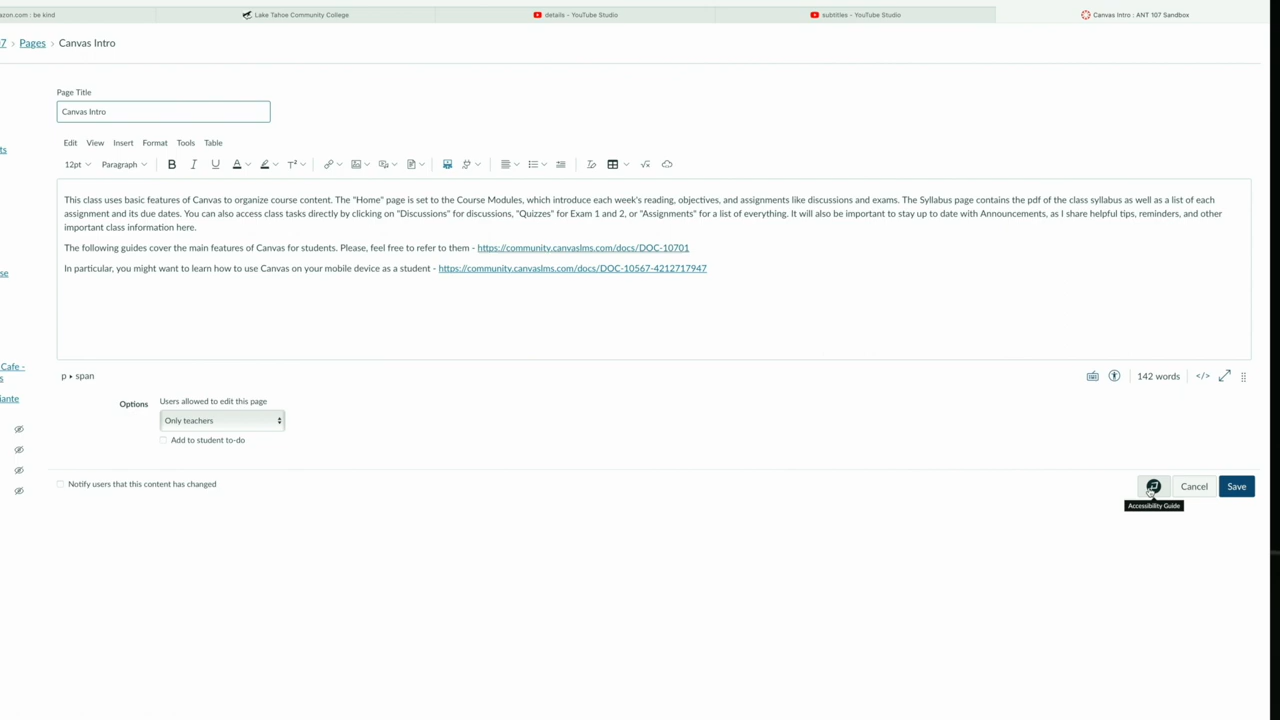 azon.com : be kind
Lake Tahoe Community College
details - YouTube Studio
subtitles - YouTube Studio
Canvas Intro : ANT 107 Sandbox
7 › Pages › Canvas Intro
Page Title
Canvas Intro
Edit View Insert Format Tools Table
12pt Paragraph B I U A T²
This class uses basic features of Canvas to organize course content. The "Home" page is set to the Course Modules, which introduce each week's reading, objectives, and assignments like discussions and exams. The Syllabus page contains the pdf of the class syllabus as well as a list of each
assignment and its due dates. You can also access class tasks directly by clicking on "Discussions" for discussions, "Quizzes" for Exam 1 and 2, or "Assignments" for a list of everything. It will also be important to stay up to date with Announcements, as I share helpful tips, reminders, and other
important class information here.
The following guides cover the main features of Canvas for students. Please, feel free to refer to them - https://community.canvaslms.com/docs/DOC-10701
In particular, you might want to learn how to use Canvas on your mobile device as a student - https://community.canvaslms.com/docs/DOC-10567-4212717947
ts
se
Cafe -
s
iante
p ▸ span
142 words </>
Options
Users allowed to edit this page
Only teachers
Add to student to-do
Notify users that this content has changed
Cancel
Save
Accessibility Guide